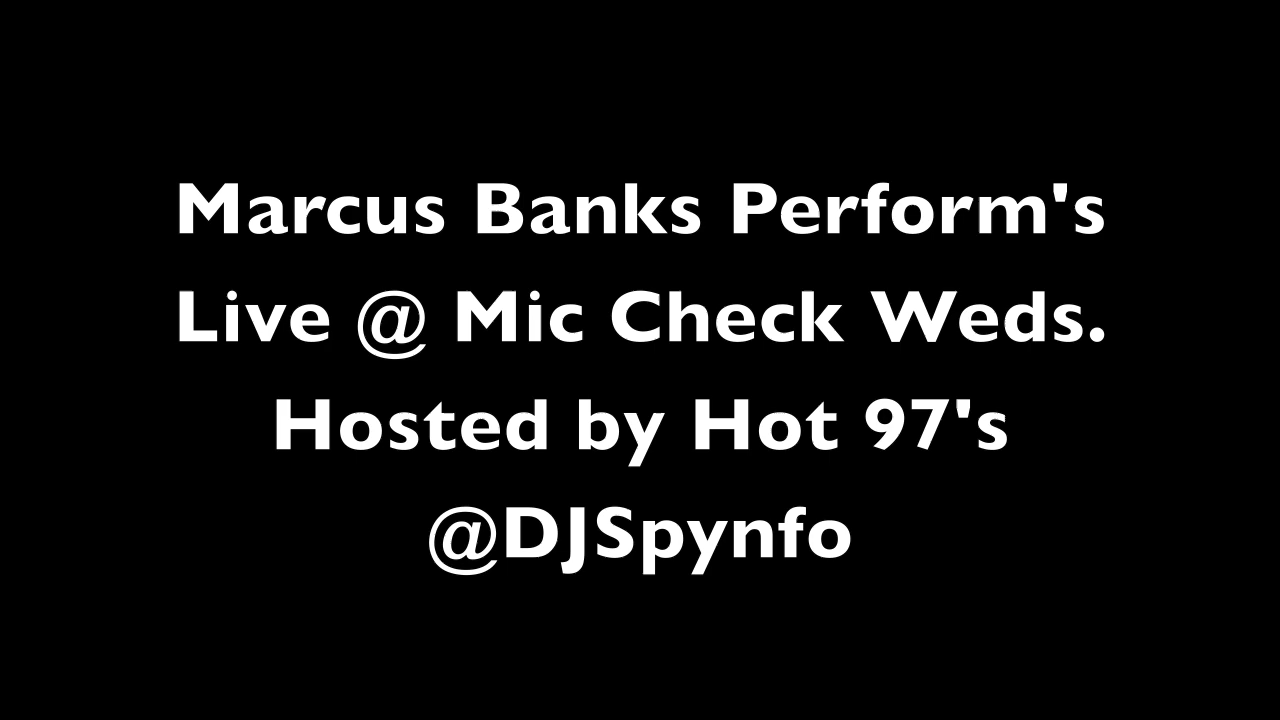 Marcus Banks Perform's
Live @ Mic Check Weds.
Hosted by Hot 97's
@DJSpynfo